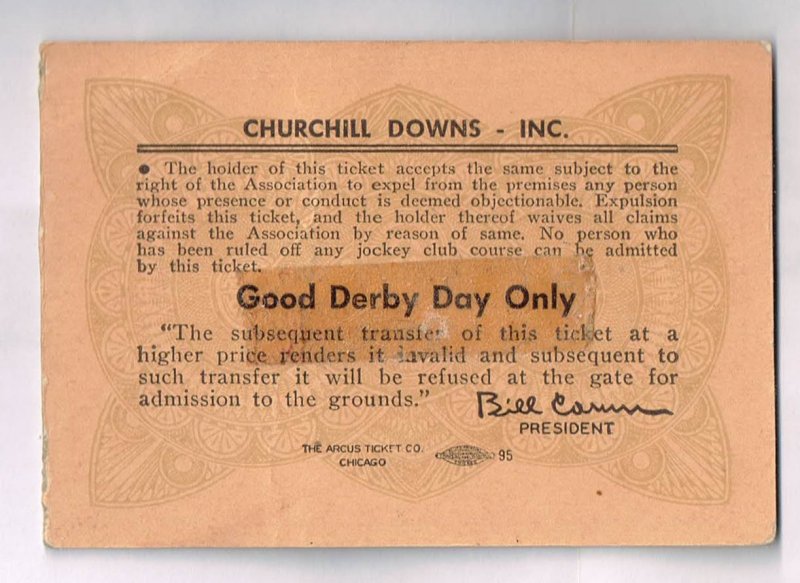 CHURCHILL DOWNS - INC.
● The holder of this ticket accepts the same subject to the
right of the Association to expel from the premises any person
whose presence or conduct is deemed objectionable. Expulsion
forfeits this ticket, and the holder thereof waives all claims
against the Association by reason of same. No person who
has been ruled off any jockey club course can be admitted
by this ticket.
Good Derby Day Only
“The subsequent transfer of this ticket at a
higher price renders it invalid and subsequent to
such transfer it will be refused at the gate for
admission to the grounds.”
Bill Corum
PRESIDENT
THE ARCUS TICKET CO.
CHICAGO
95